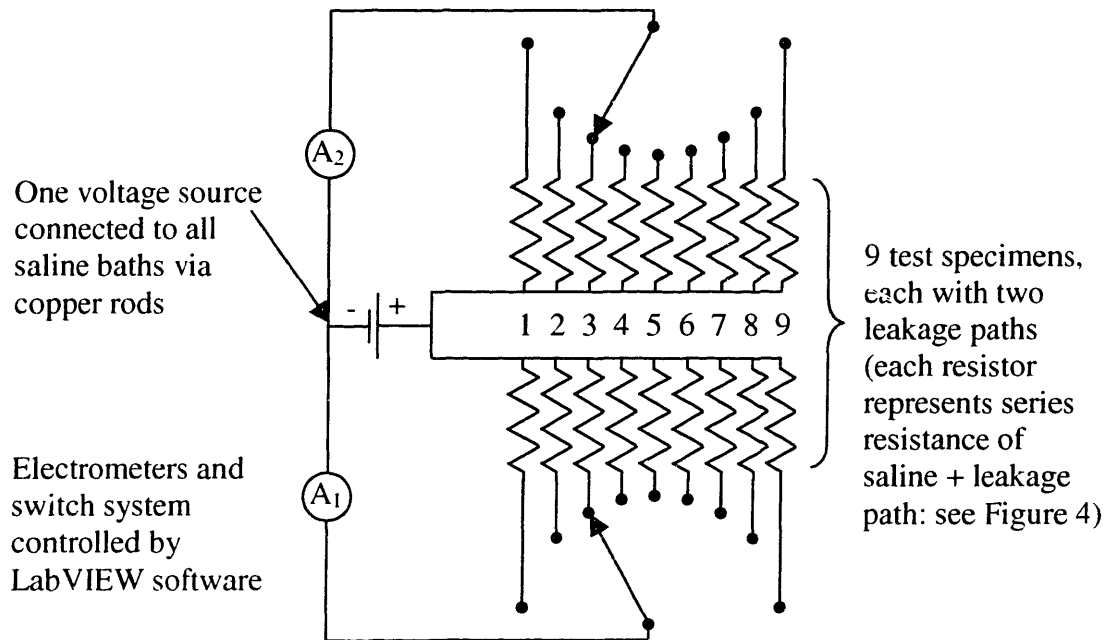 A2
One voltage source
connected to all
saline baths via
copper rods
- +
1 2 3 4 5 6 7 8 9
9 test specimens,
each with two
leakage paths
(each resistor
represents series
resistance of
saline + leakage
path: see Figure 4)
Electrometers and
switch system
controlled by
LabVIEW software
A1